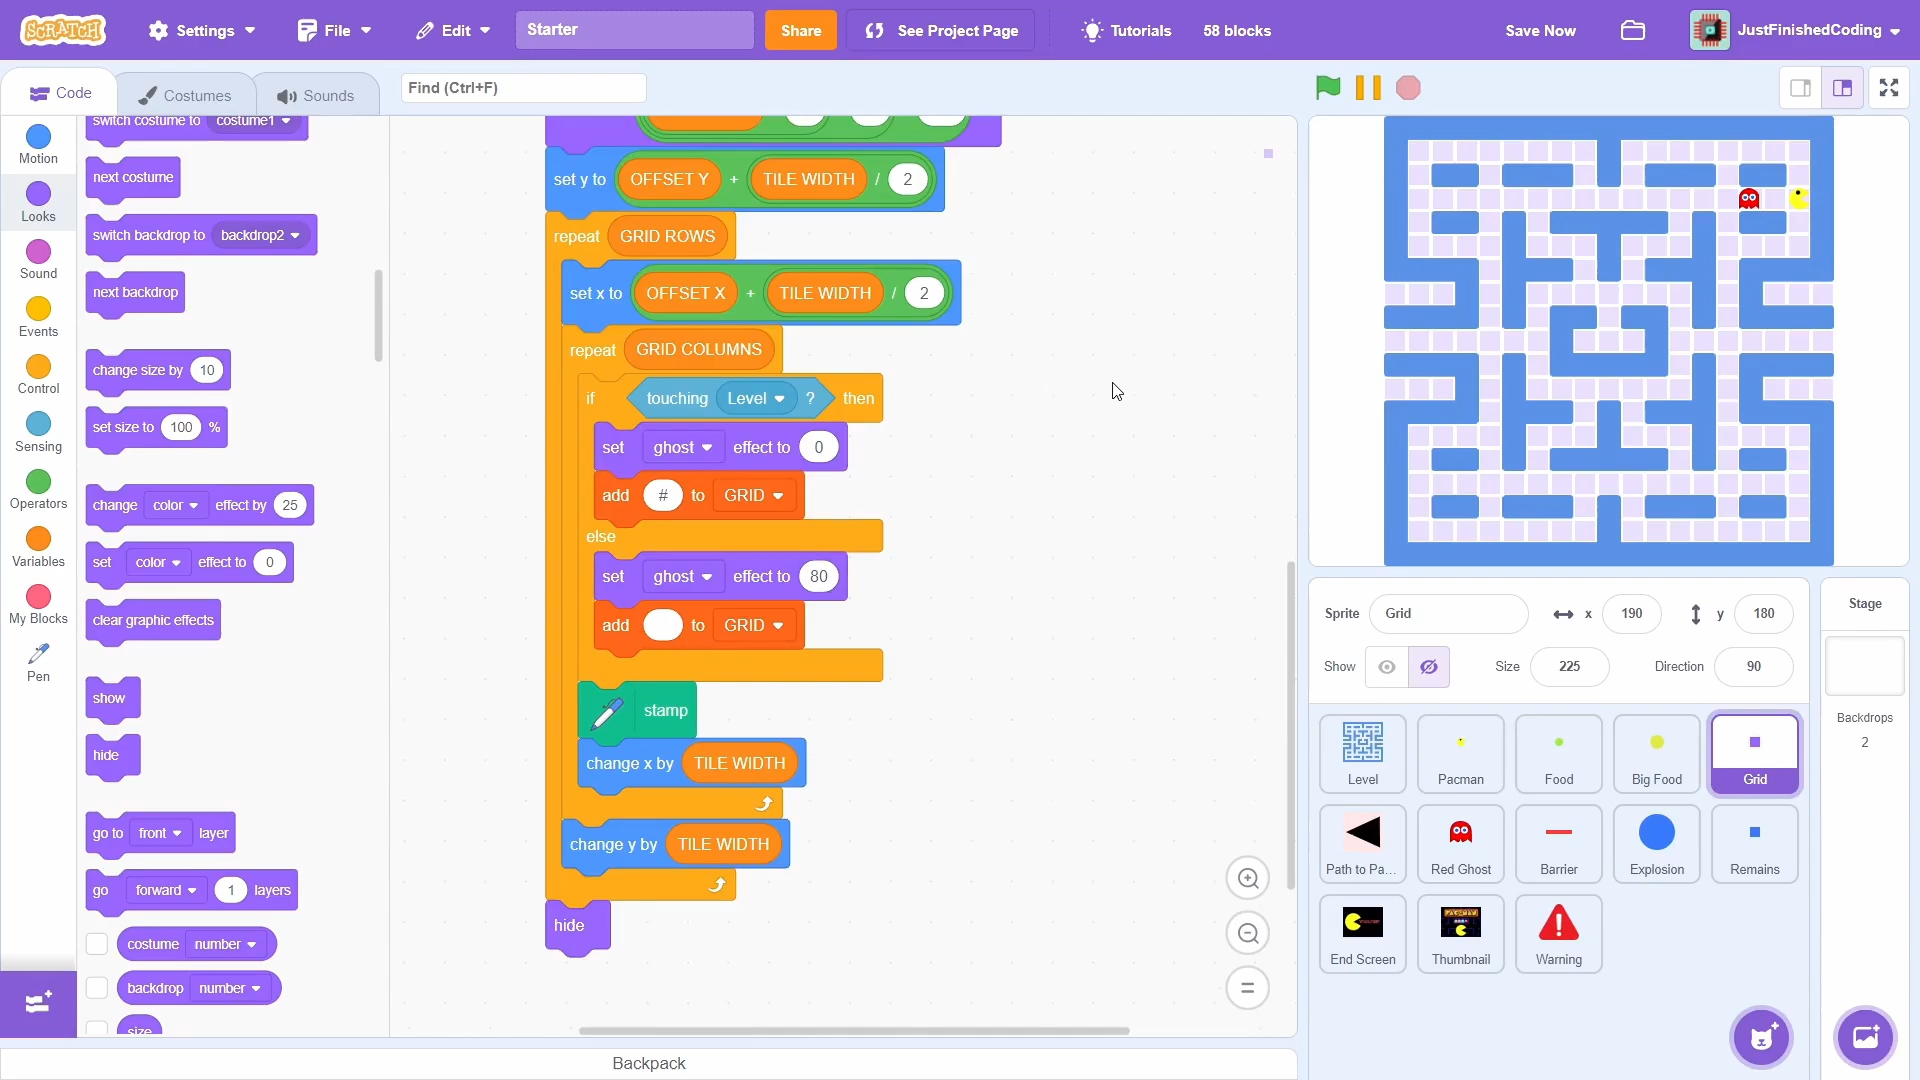 SCRATCH
Settings
File
Edit
Starter
Share
See Project Page
Tutorials
58 blocks
Save Now
JustFinishedCoding
Code
Costumes
Sounds
Find (Ctrl+F)
Motion
Looks
Sound
Events
Control
Sensing
Operators
Variables
My Blocks
Pen
switch costume to costume1
next costume
switch backdrop to backdrop2
next backdrop
change size by 10
set size to 100 %
change color effect by 25
set color effect to 0
clear graphic effects
show
hide
go to front layer
go forward 1 layers
costume number
backdrop number
size
set y to OFFSET Y + TILE WIDTH / 2
repeat GRID ROWS
set x to OFFSET X + TILE WIDTH / 2
repeat GRID COLUMNS
if touching Level ? then
set ghost effect to 0
add # to GRID
else
set ghost effect to 80
add to GRID
stamp
change x by TILE WIDTH
change y by TILE WIDTH
hide
Backpack
Sprite Grid x 190 y 180
Show Size 225 Direction 90
Level
Pacman
Food
Big Food
Grid
Path to Pa...
Red Ghost
Barrier
Explosion
Remains
End Screen
Thumbnail
Warning
Stage
Backdrops
2